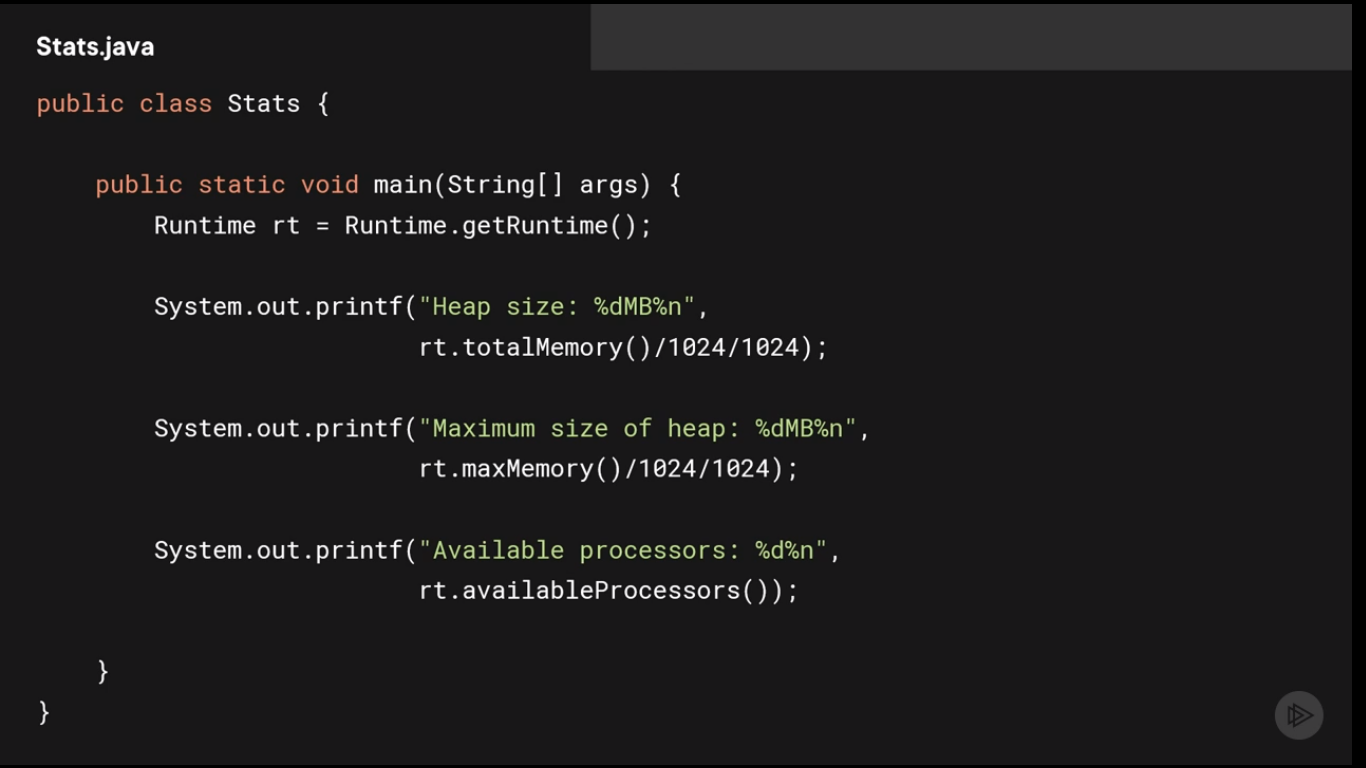 Stats.java
public class Stats {
public static void main(String[] args) {
Runtime rt = Runtime.getRuntime();
System.out.printf("Heap size: %dMB%n",
rt.totalMemory()/1024/1024);
System.out.printf("Maximum size of heap: %dMB%n",
rt.maxMemory()/1024/1024);
System.out.printf("Available processors: %d%n",
rt.availableProcessors());
}
}